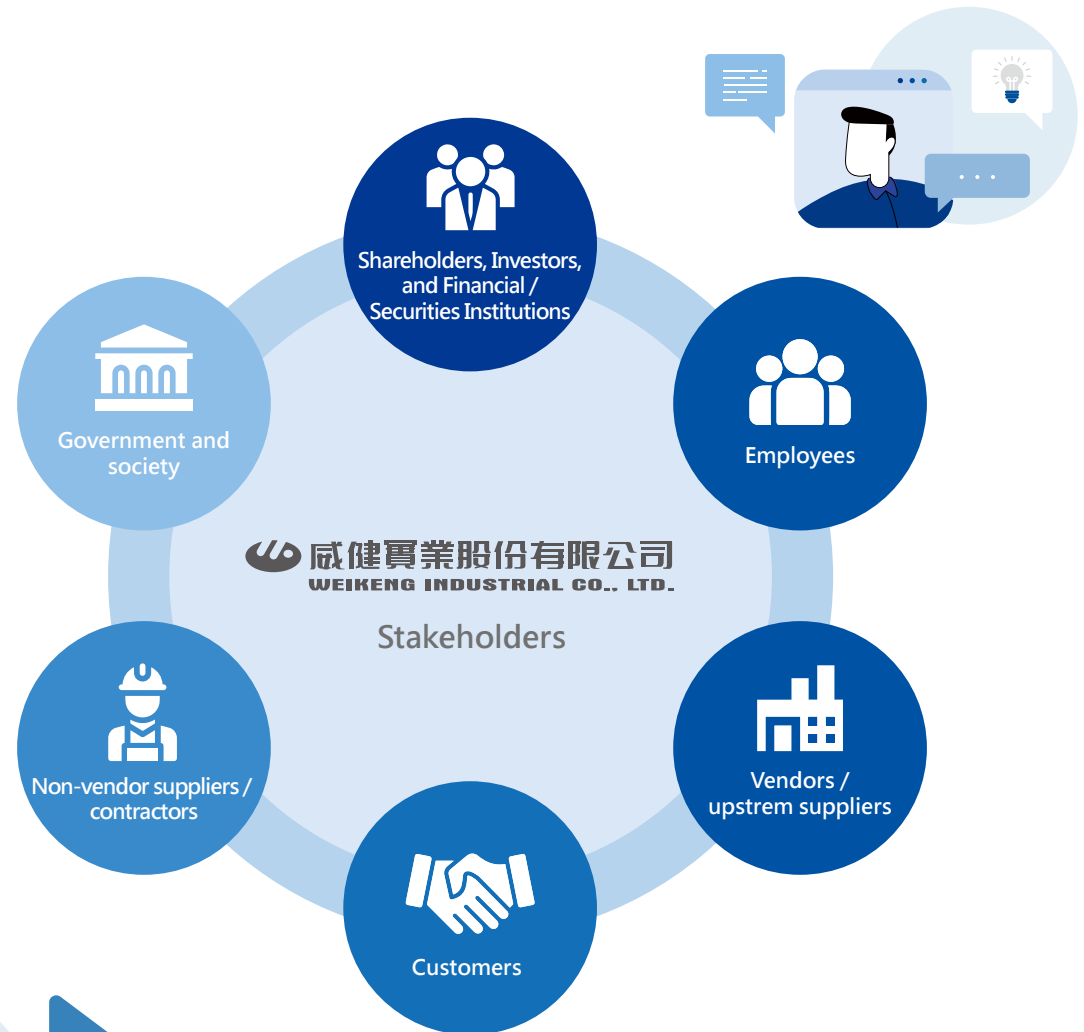 Shareholders, Investors,
and Financial /
Securities Institutions
Government and
society
Employees
威健實業股份有限公司
WEIKENG INDUSTRIAL CO., LTD.
Stakeholders
Non-vendor suppliers /
contractors
Vendors /
upstrem suppliers
Customers